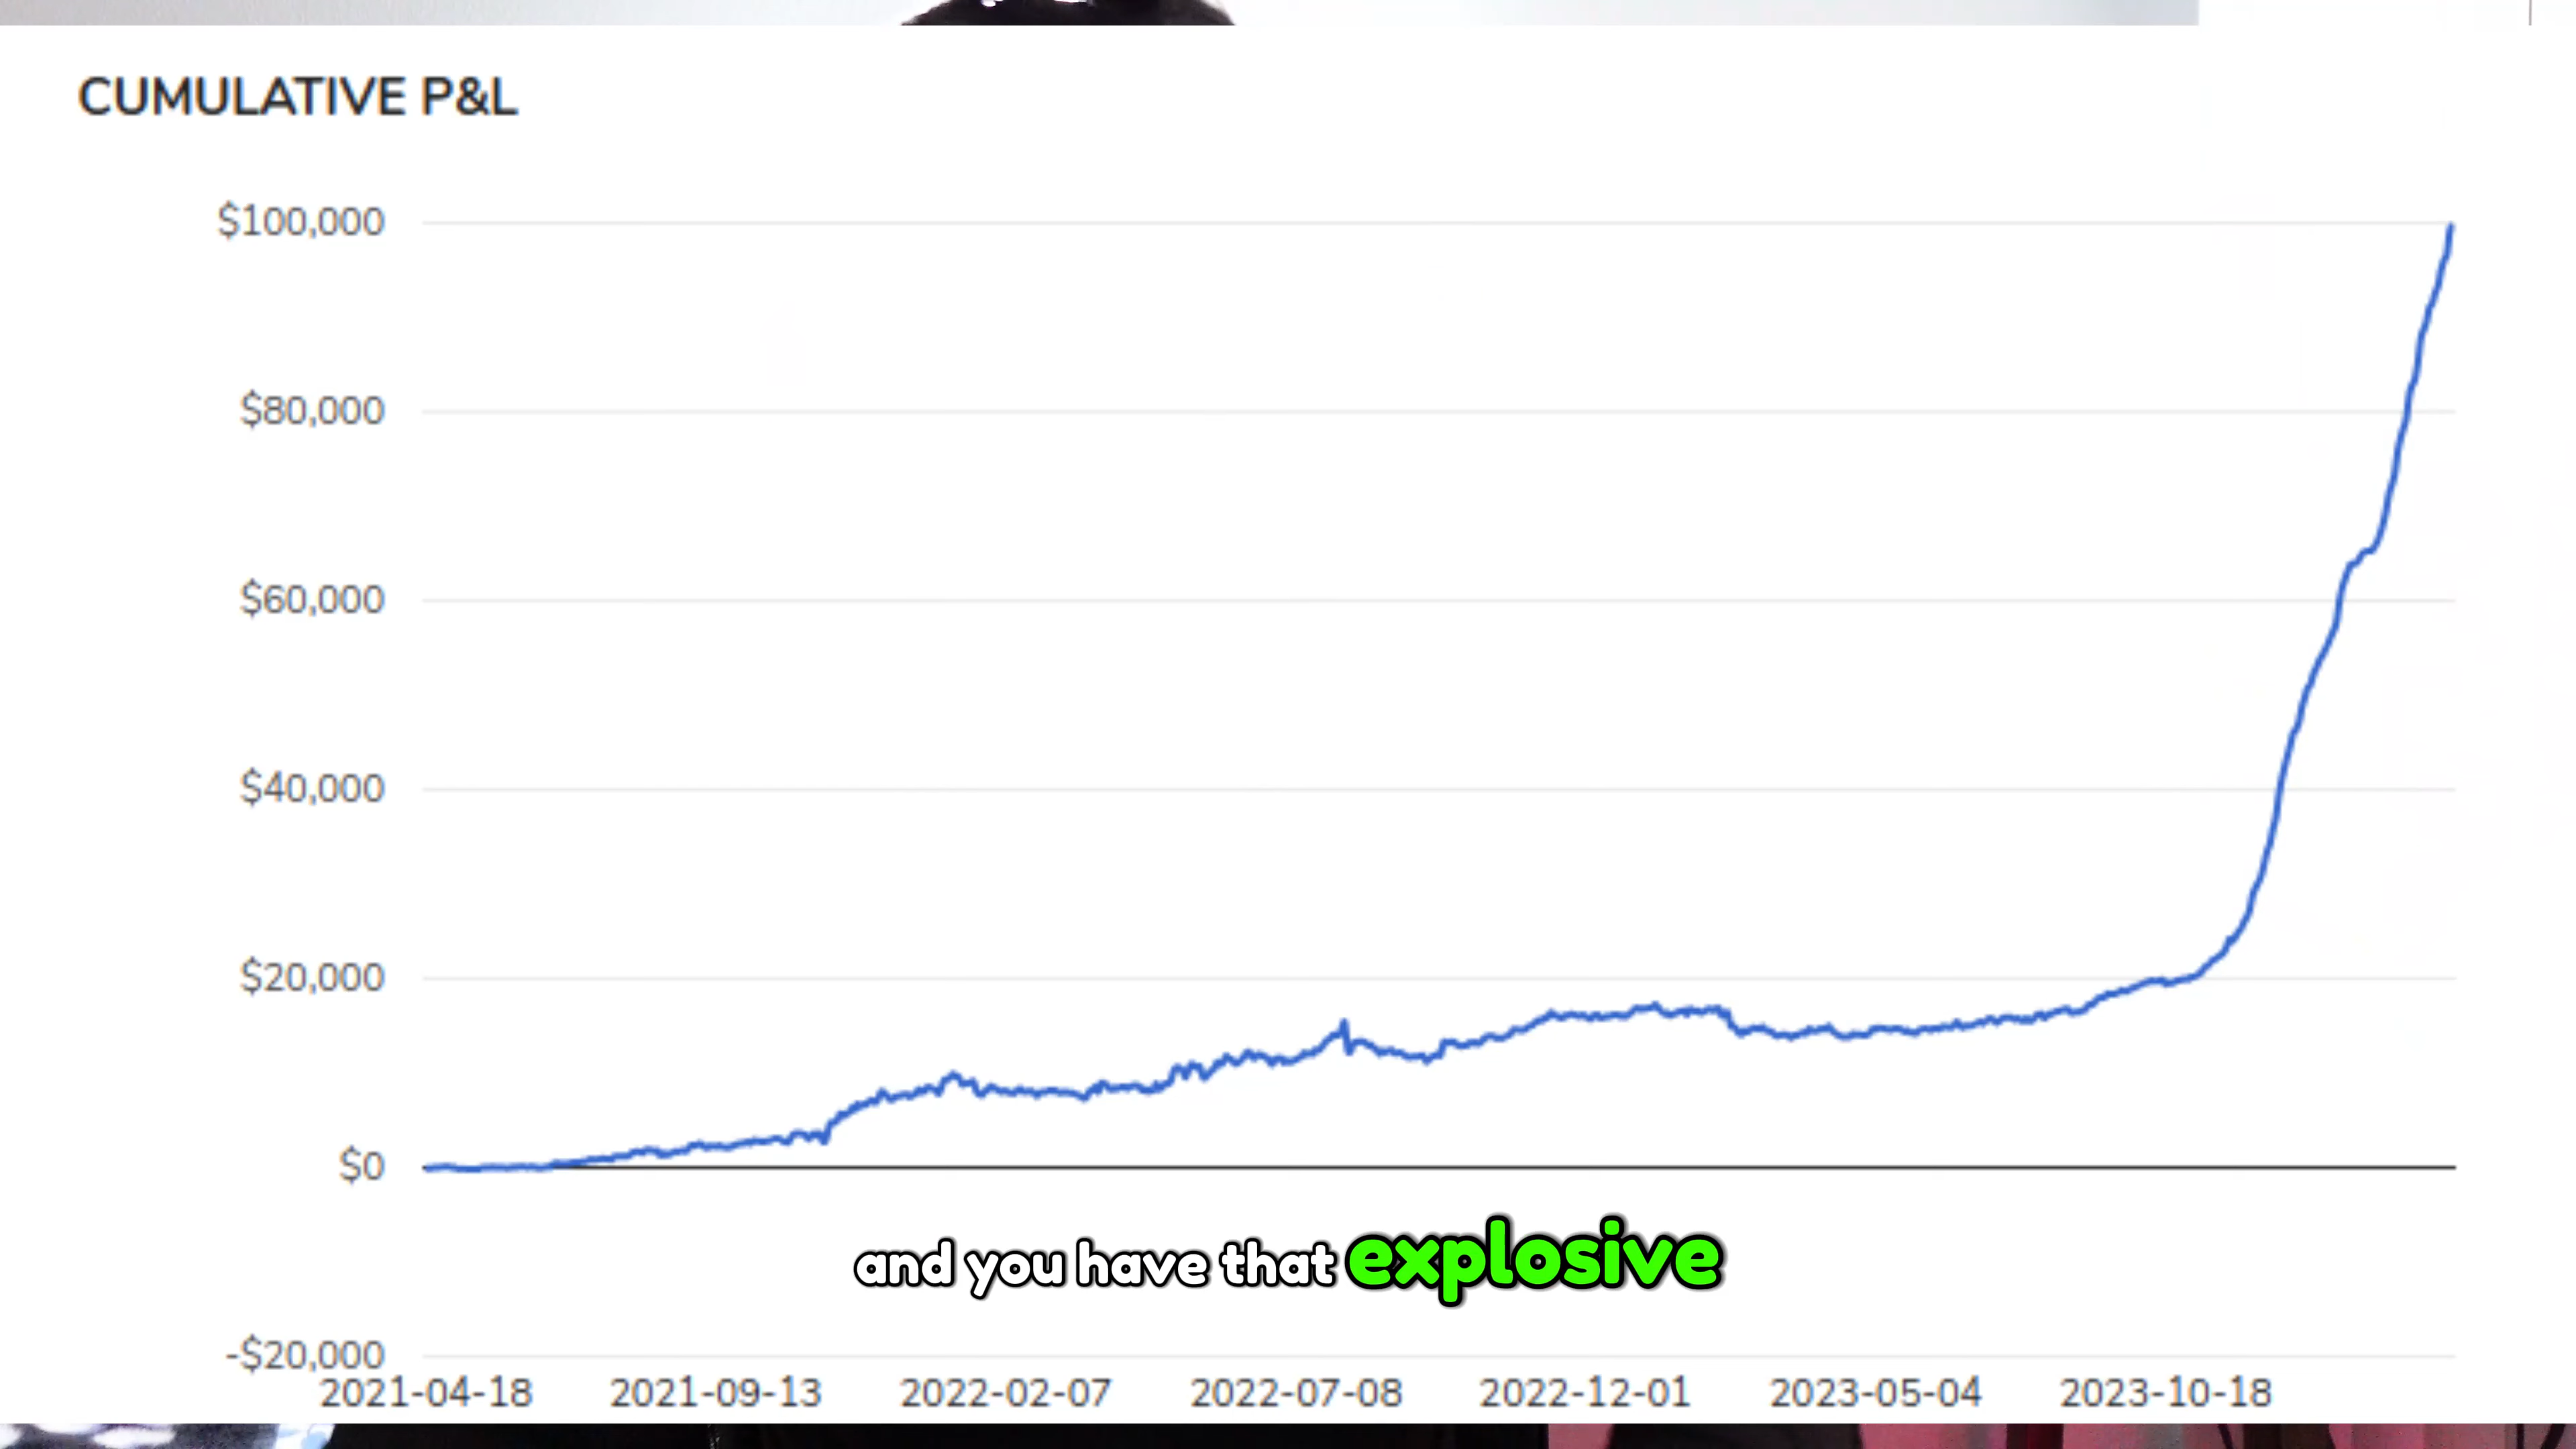 CUMULATIVE P&L
$100,000
$80,000
$60,000
$40,000
$20,000
$0
and you have that explosive
-$20,000
2021-04-18 2021-09-13 2022-02-07 2022-07-08 2022-12-01 2023-05-04 2023-10-18